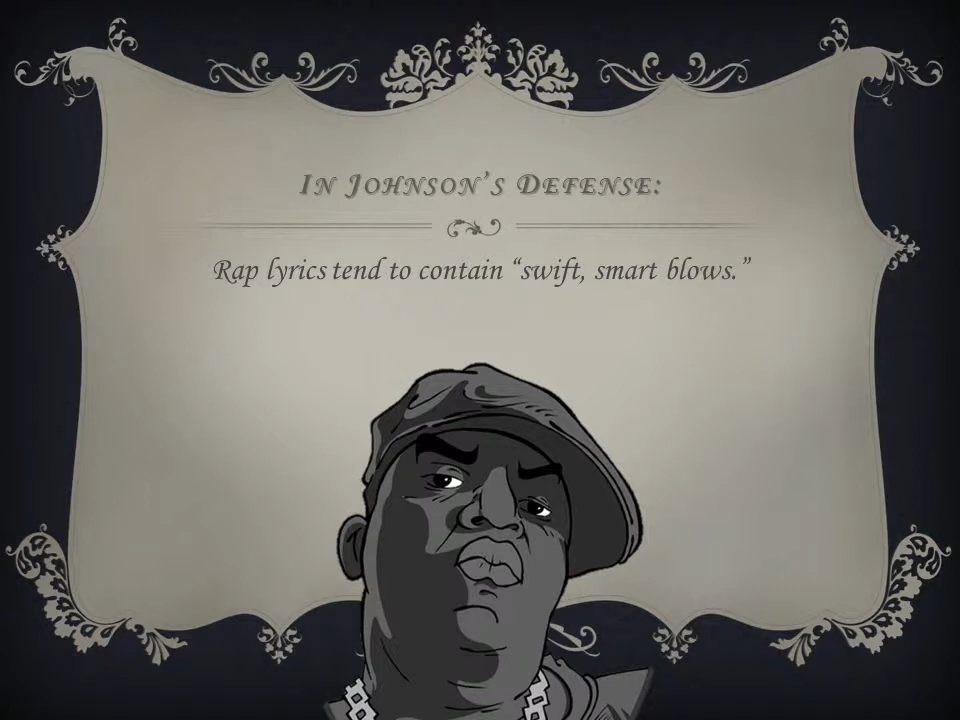 In Johnson’s Defense:
Rap lyrics tend to contain “swift, smart blows.”